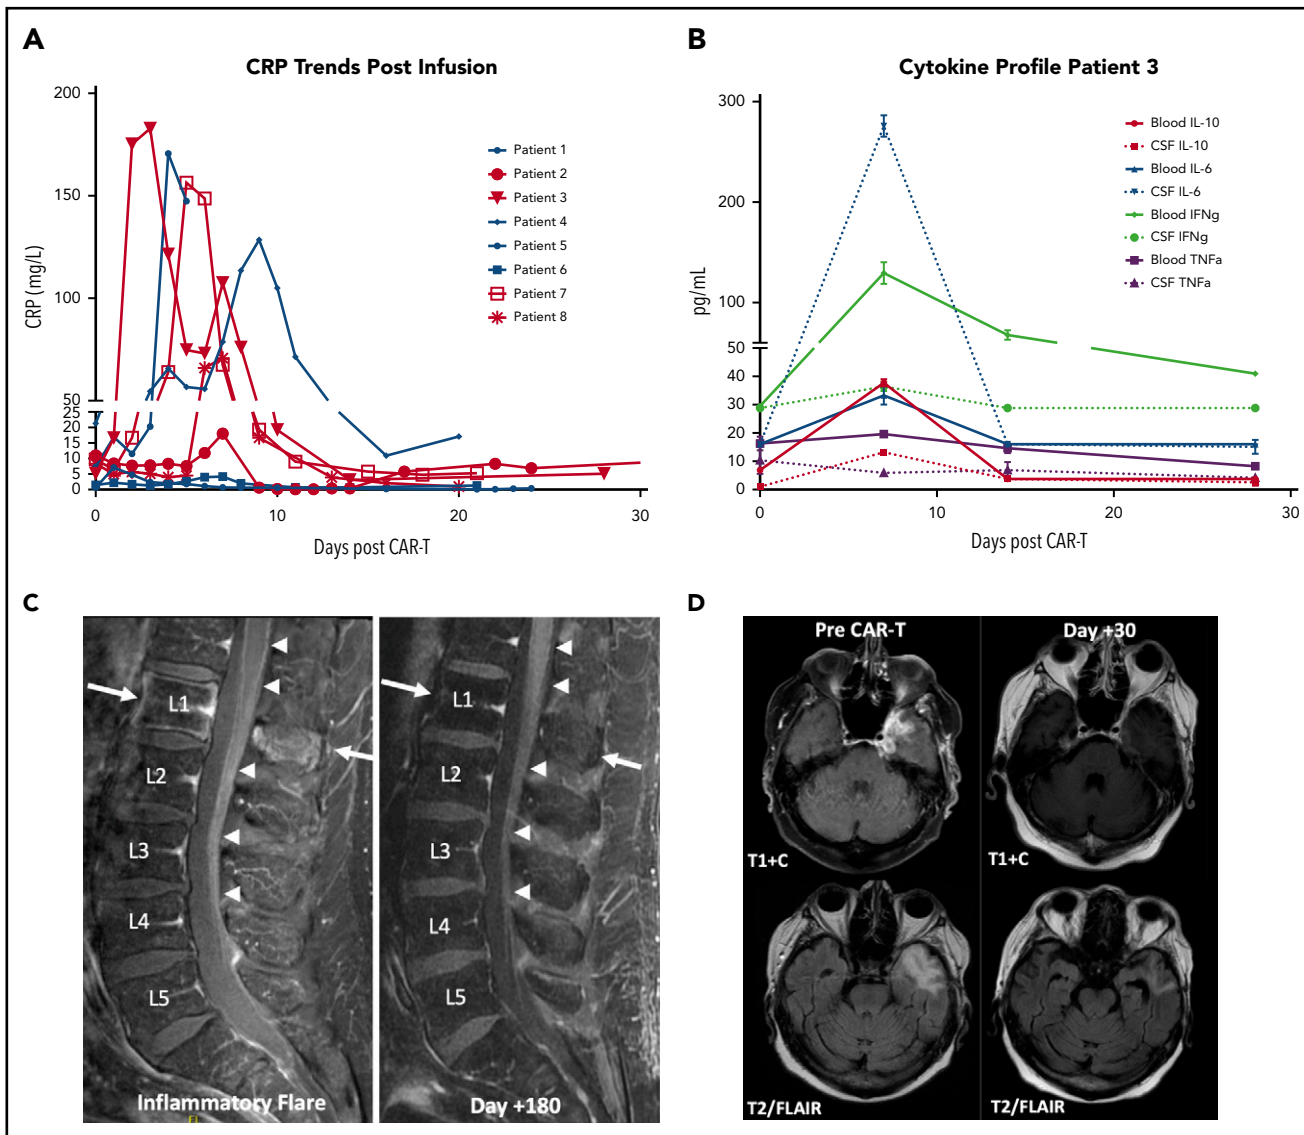 A
CRP Trends Post Infusion
CRP (mg/L)
200
150
100
50
25
20
15
10
5
0
0
10
20
30
Days post CAR-T
Patient 1
Patient 2
Patient 3
Patient 4
Patient 5
Patient 6
Patient 7
Patient 8
B
Cytokine Profile Patient 3
pg/mL
300
200
100
50
40
30
20
10
0
0
10
20
30
Days post CAR-T
Blood IL-10
CSF IL-10
Blood IL-6
CSF IL-6
Blood IFNg
CSF IFNg
Blood TNFa
CSF TNFa
C
L1
L2
L3
L4
L5
Inflammatory Flare
L1
L2
L3
L4
L5
Day +180
D
Pre CAR-T
Day +30
T1+C
T1+C
T2/FLAIR
T2/FLAIR